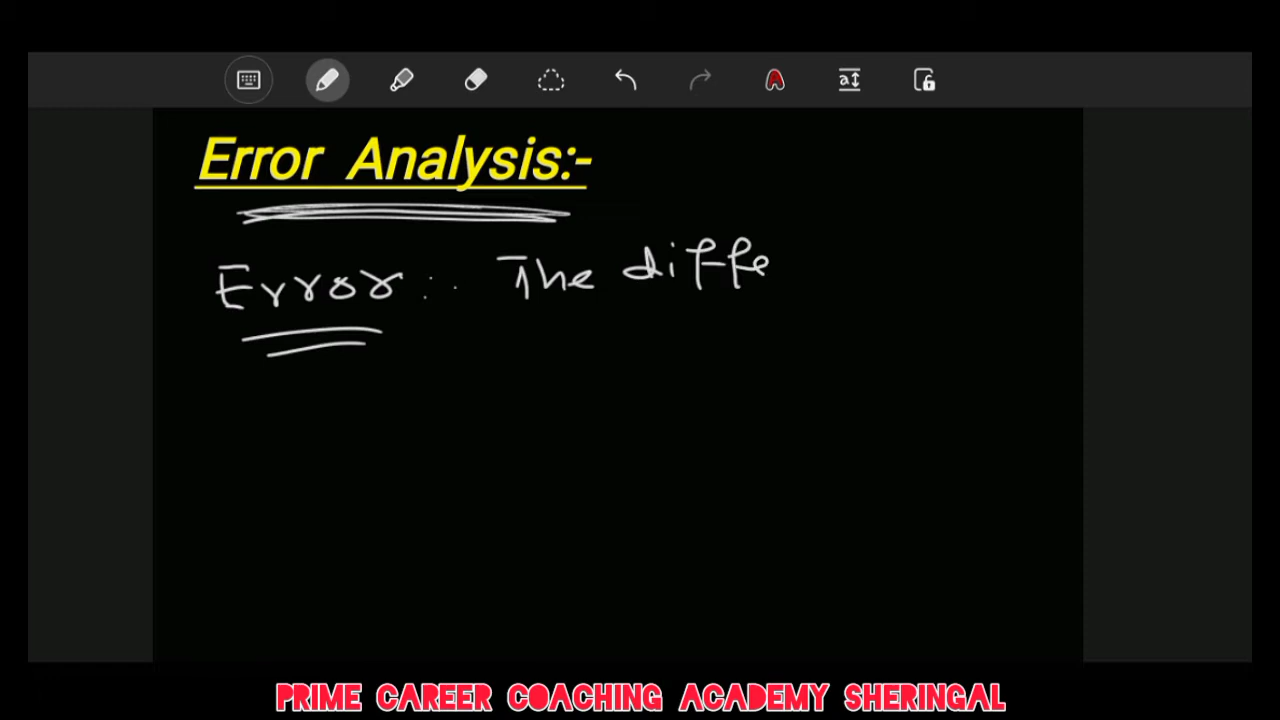 Error Analysis:-
Error :. The diffe
PRIME CAREER COACHING ACADEMY SHERINGAL